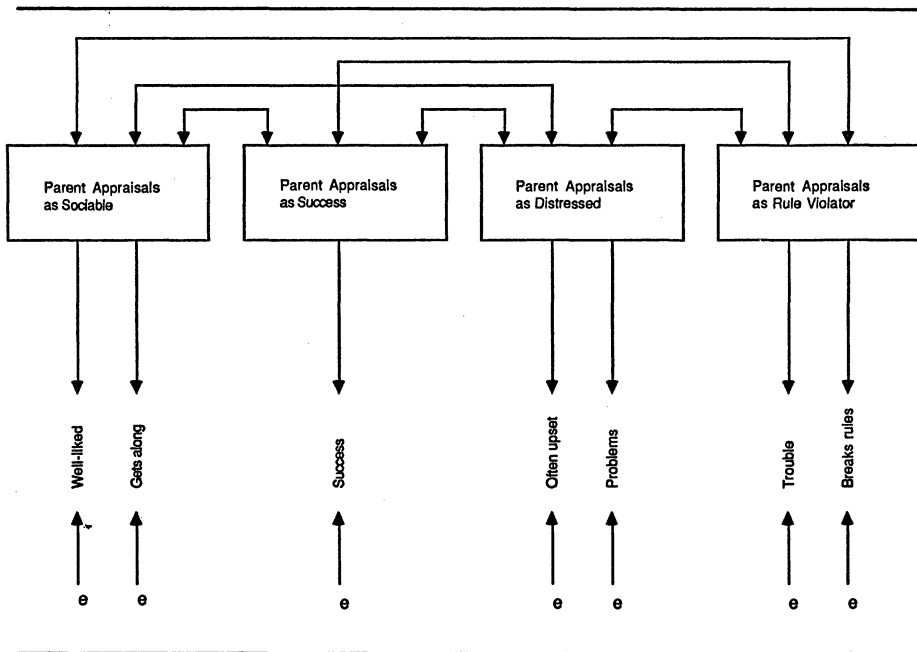 Parent Appraisals
as Sociable
Parent Appraisals
as Success
Parent Appraisals
as Distressed
Parent Appraisals
as Rule Violator
Well-liked
Gets along
Success
Often upset
Problems
Trouble
Breaks rules
e
e
e
e
e
e
e